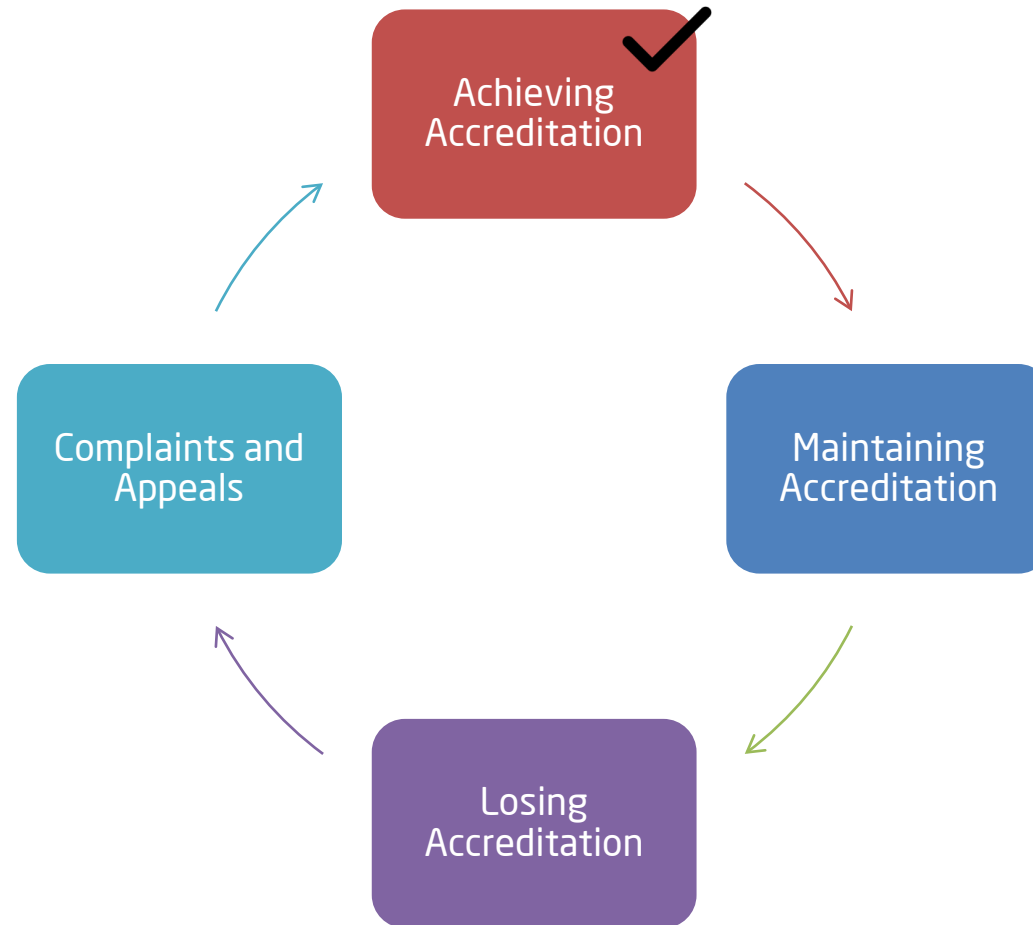 Achieving
Accreditation
Complaints and
Appeals
Maintaining
Accreditation
Losing
Accreditation